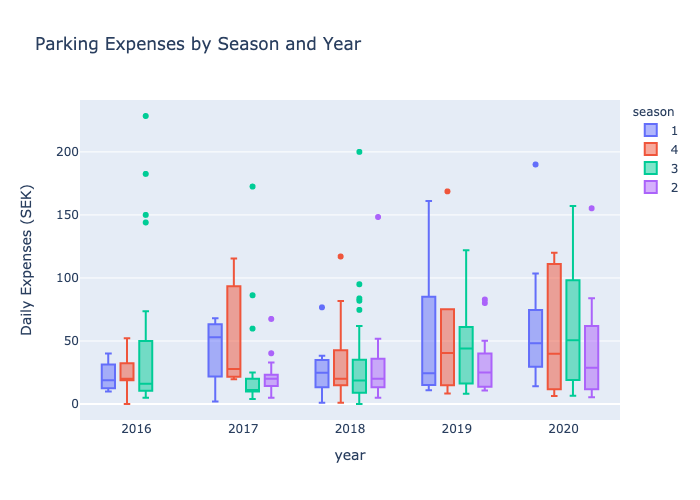 Parking Expenses by Season and Year
season
1
4
3
2
200
150
100
50
0
Daily Expenses (SEK)
2016 2017 2018 2019 2020
year